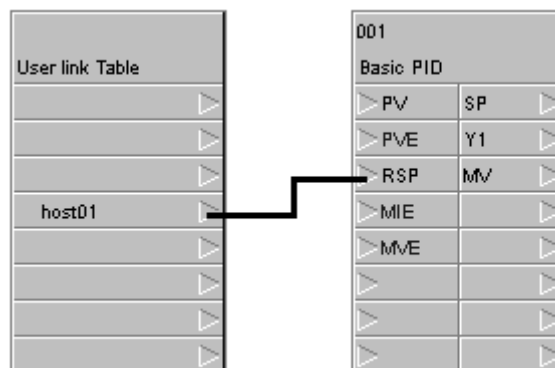 User link Table
host01
001
Basic PID
PV SP
PVE Y1
RSP MV
MIE
MVE